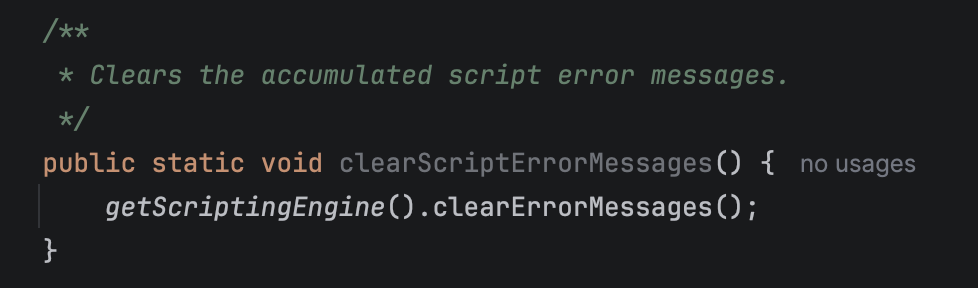 /**
 * Clears the accumulated script error messages.
 */
public static void clearScriptErrorMessages() { no usages
    getScriptingEngine().clearErrorMessages();
}